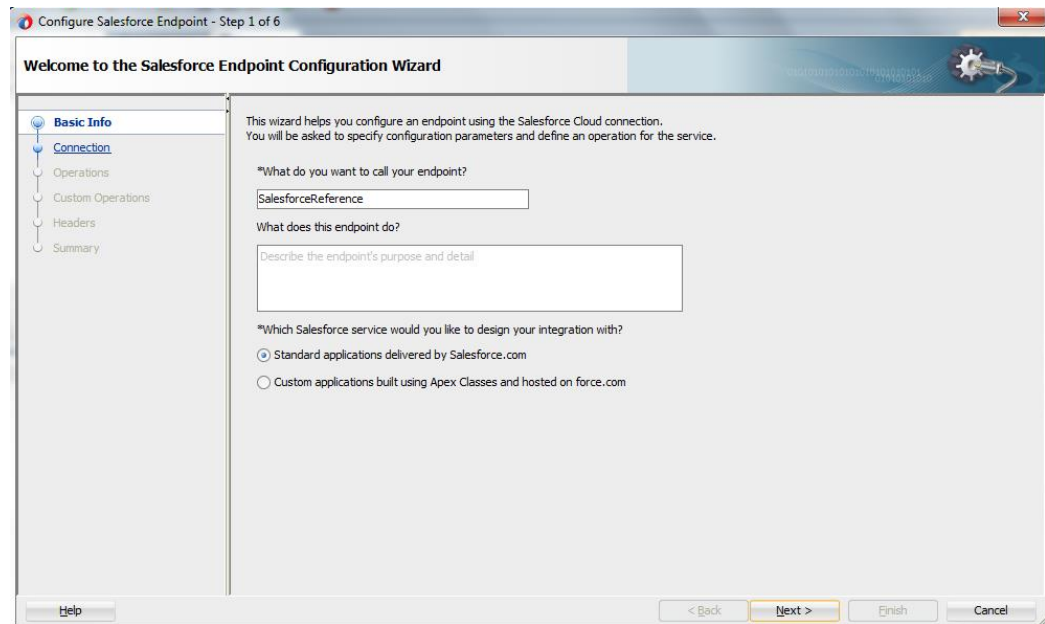 Configure Salesforce Endpoint - Step 1 of 6
Welcome to the Salesforce Endpoint Configuration Wizard
Basic Info
Connection
Operations
Custom Operations
Headers
Summary
This wizard helps you configure an endpoint using the Salesforce Cloud connection.
You will be asked to specify configuration parameters and define an operation for the service.
*What do you want to call your endpoint?
SalesforceReference
What does this endpoint do?
Describe the endpoint's purpose and detail
*Which Salesforce service would you like to design your integration with?
Standard applications delivered by Salesforce.com
Custom applications built using Apex Classes and hosted on force.com
Help
< Back
Next >
Finish
Cancel